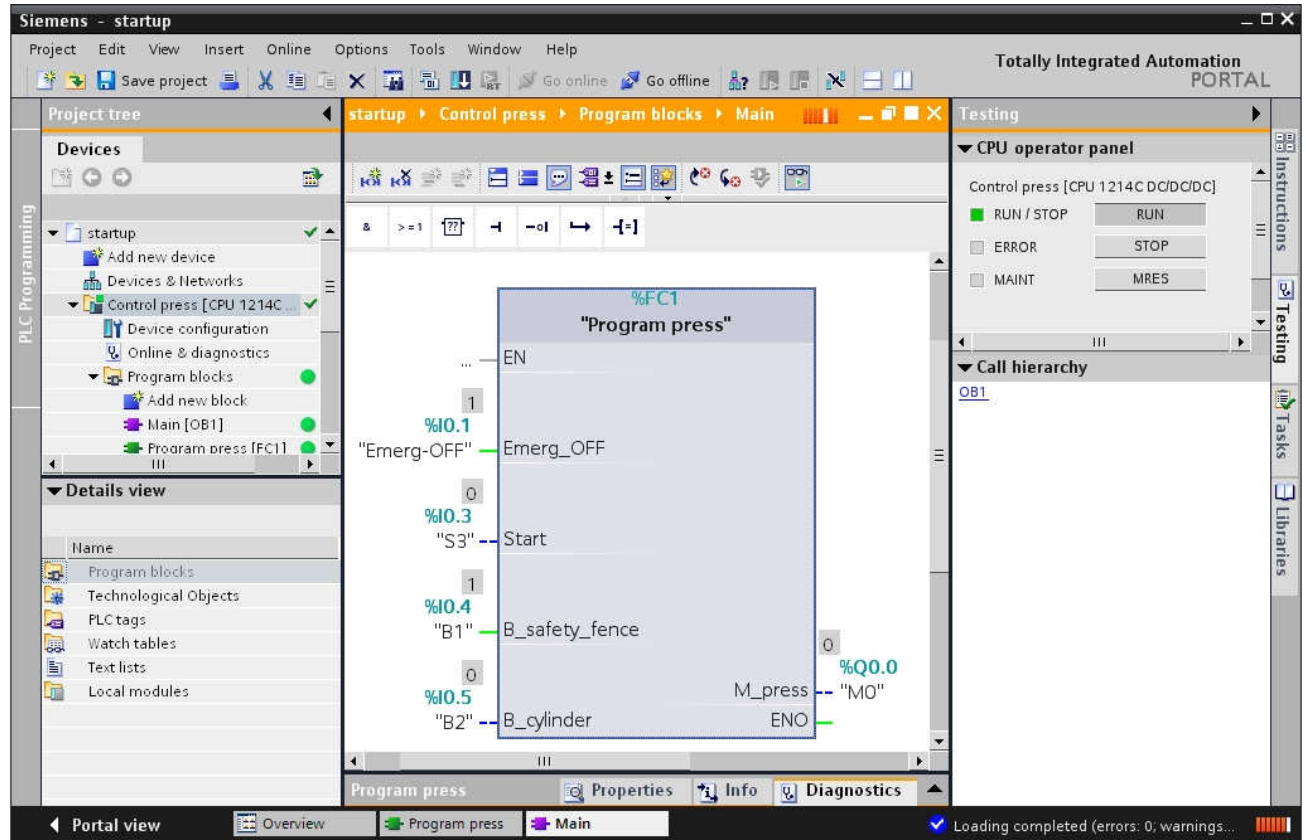 Siemens - startup
Project Edit View Insert Online Options Tools Window Help
Totally Integrated Automation
PORTAL
Save project
Go online
Go offline
Project tree
startup Control press Program blocks Main
Testing
Devices
CPU operator panel
Control press [CPU 1214C DC/DC/DC]
RUN / STOP RUN
ERROR STOP
MAINT MRES
PLC Programming
startup
Add new device
Devices & Networks
Control press [CPU 1214C ...
Device configuration
Online & diagnostics
Program blocks
Add new block
Main [OB1]
Program press [FC1]
& >=1 [??]
%FC1
"Program press"
... EN
1
%I0.1
"Emerg-OFF" Emerg_OFF
0
%I0.3
"S3" Start
1
%I0.4
"B1" B_safety_fence
0
%I0.5
"B2" B_cylinder
0
%Q0.0
M_press "M0"
ENO
Call hierarchy
OB1
Instructions
Testing
Tasks
Libraries
Details view
Name
Program blocks
Technological Objects
PLC tags
Watch tables
Text lists
Local modules
Program press
Properties Info Diagnostics
Portal view Overview Program press Main
Loading completed (errors: 0; warnings...